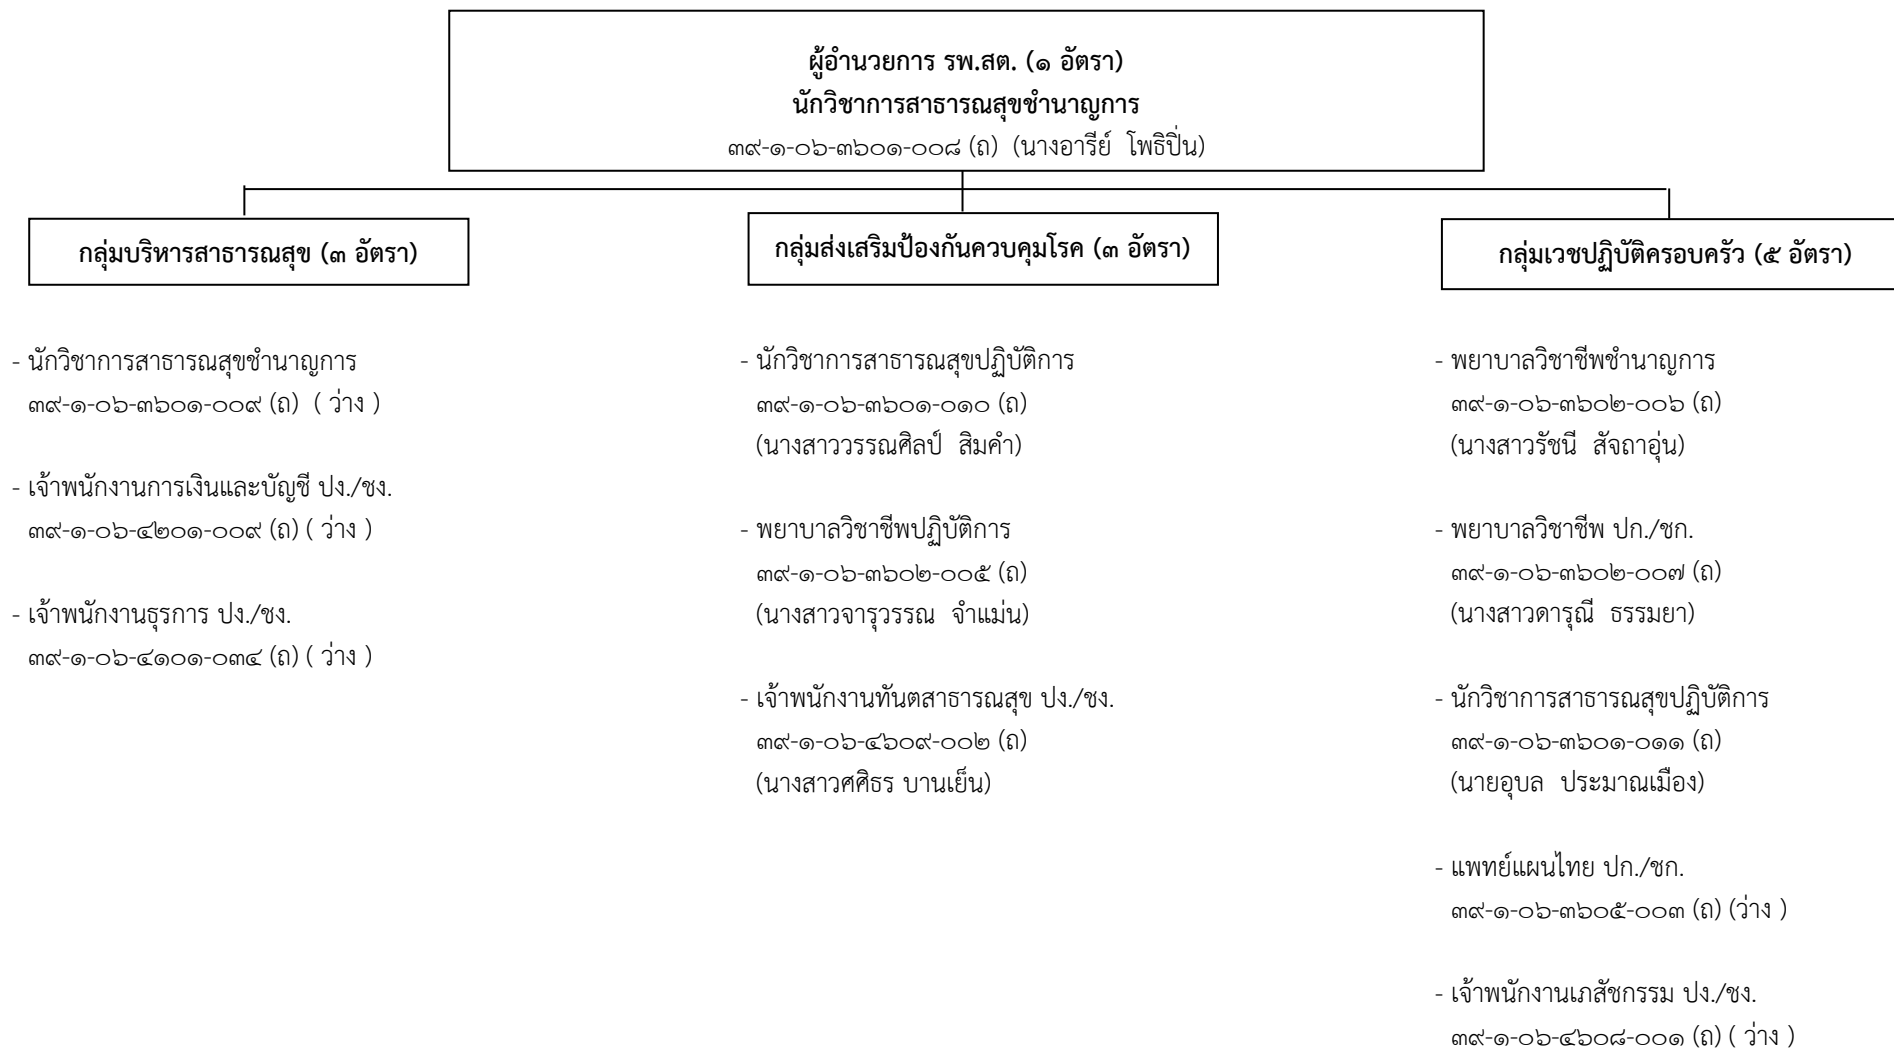 ผู้อำนวยการ รพ.สต. (๑ อัตรา)
นักวิชาการสาธารณสุขชำนาญการ
๓๙-๑-๐๖-๓๖๐๑-๐๐๘ (ถ) (นางอารีย์ โพธิปิ่น)
กลุ่มบริหารสาธารณสุข (๓ อัตรา)
- นักวิชาการสาธารณสุขชำนาญการ
๓๙-๑-๐๖-๓๖๐๑-๐๐๙ (ถ) ( ว่าง )
- เจ้าพนักงานการเงินและบัญชี ปง./ชง.
๓๙-๑-๐๖-๔๒๐๑-๐๐๙ (ถ) ( ว่าง )
- เจ้าพนักงานธุรการ ปง./ชง.
๓๙-๑-๐๖-๔๑๐๑-๐๓๔ (ถ) ( ว่าง )
กลุ่มส่งเสริมป้องกันควบคุมโรค (๓ อัตรา)
- นักวิชาการสาธารณสุขปฏิบัติการ
๓๙-๑-๐๖-๓๖๐๑-๐๑๐ (ถ)
(นางสาววรรณศิลป์ สิมคำ)
- พยาบาลวิชาชีพปฏิบัติการ
๓๙-๑-๐๖-๓๖๐๒-๐๐๕ (ถ)
(นางสาวจารุวรรณ จำแม่น)
- เจ้าพนักงานทันตสาธารณสุข ปง./ชง.
๓๙-๑-๐๖-๔๖๐๙-๐๐๒ (ถ)
(นางสาวศศิธร บานเย็น)
กลุ่มเวชปฏิบัติครอบครัว (๕ อัตรา)
- พยาบาลวิชาชีพชำนาญการ
๓๙-๑-๐๖-๓๖๐๒-๐๐๖ (ถ)
(นางสาวรัชนี สัจถาอุ่น)
- พยาบาลวิชาชีพ ปก./ชก.
๓๙-๑-๐๖-๓๖๐๒-๐๐๗ (ถ)
(นางสาวดารุณี ธรรมยา)
- นักวิชาการสาธารณสุขปฏิบัติการ
๓๙-๑-๐๖-๓๖๐๑-๐๑๑ (ถ)
(นายอุบล ประมาณเมือง)
- แพทย์แผนไทย ปก./ชก.
๓๙-๑-๐๖-๓๖๐๕-๐๐๓ (ถ) (ว่าง )
- เจ้าพนักงานเภสัชกรรม ปง./ชง.
๓๙-๑-๐๖-๔๖๐๘-๐๐๑ (ถ) ( ว่าง )